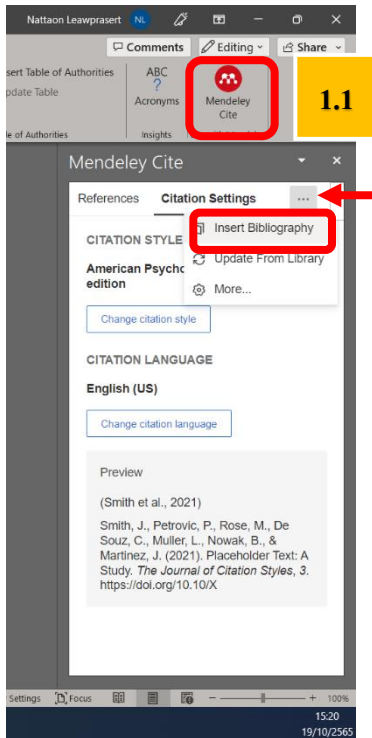 Nattaon Leawprasert NL
Comments Editing Share
sert Table of Authorities
pdate Table
ABC
?
Acronyms
Mendeley
Cite
1.1
le of Authorities
Insights
Mendeley Cite
References Citation Settings ...
Insert Bibliography
CITATION STYLE
Update From Library
American Psycho
edition
More...
Change citation style
CITATION LANGUAGE
English (US)
Change citation language
Preview
(Smith et al., 2021)
Smith, J., Petrovic, P., Rose, M., De
Souz, C., Muller, L., Nowak, B., &
Martinez, J. (2021). Placeholder Text: A
Study. The Journal of Citation Styles, 3.
https://doi.org/10.10/X
Settings Focus 100%
15:20
19/10/2565